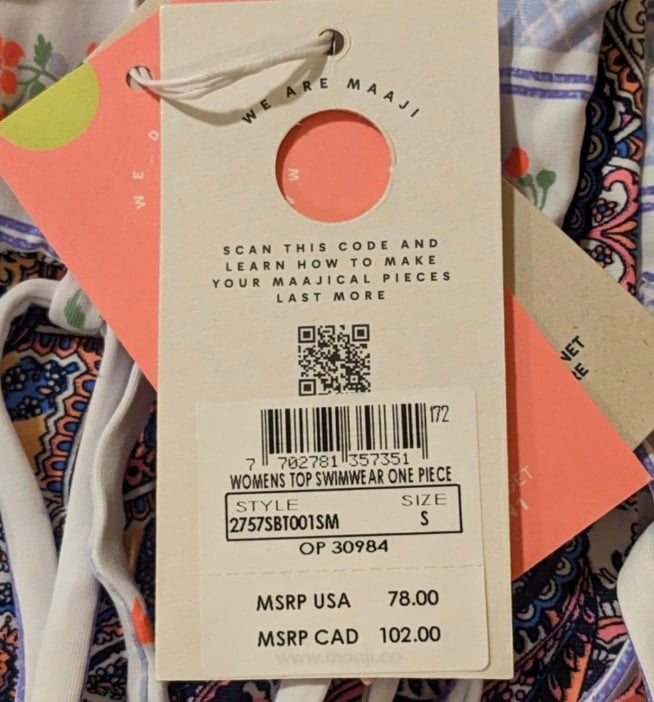 WE ARE MAAJI
WE O
W
SCAN THIS CODE AND
LEARN HOW TO MAKE
YOUR MAAJICAL PIECES
LAST MORE
172
7 702781 357351
WOMENS TOP SWIMWEAR ONE PIECE
STYLE SIZE
2757SBT001SM S
OP 30984
MSRP USA 78.00
MSRP CAD 102.00
www.maaji.co